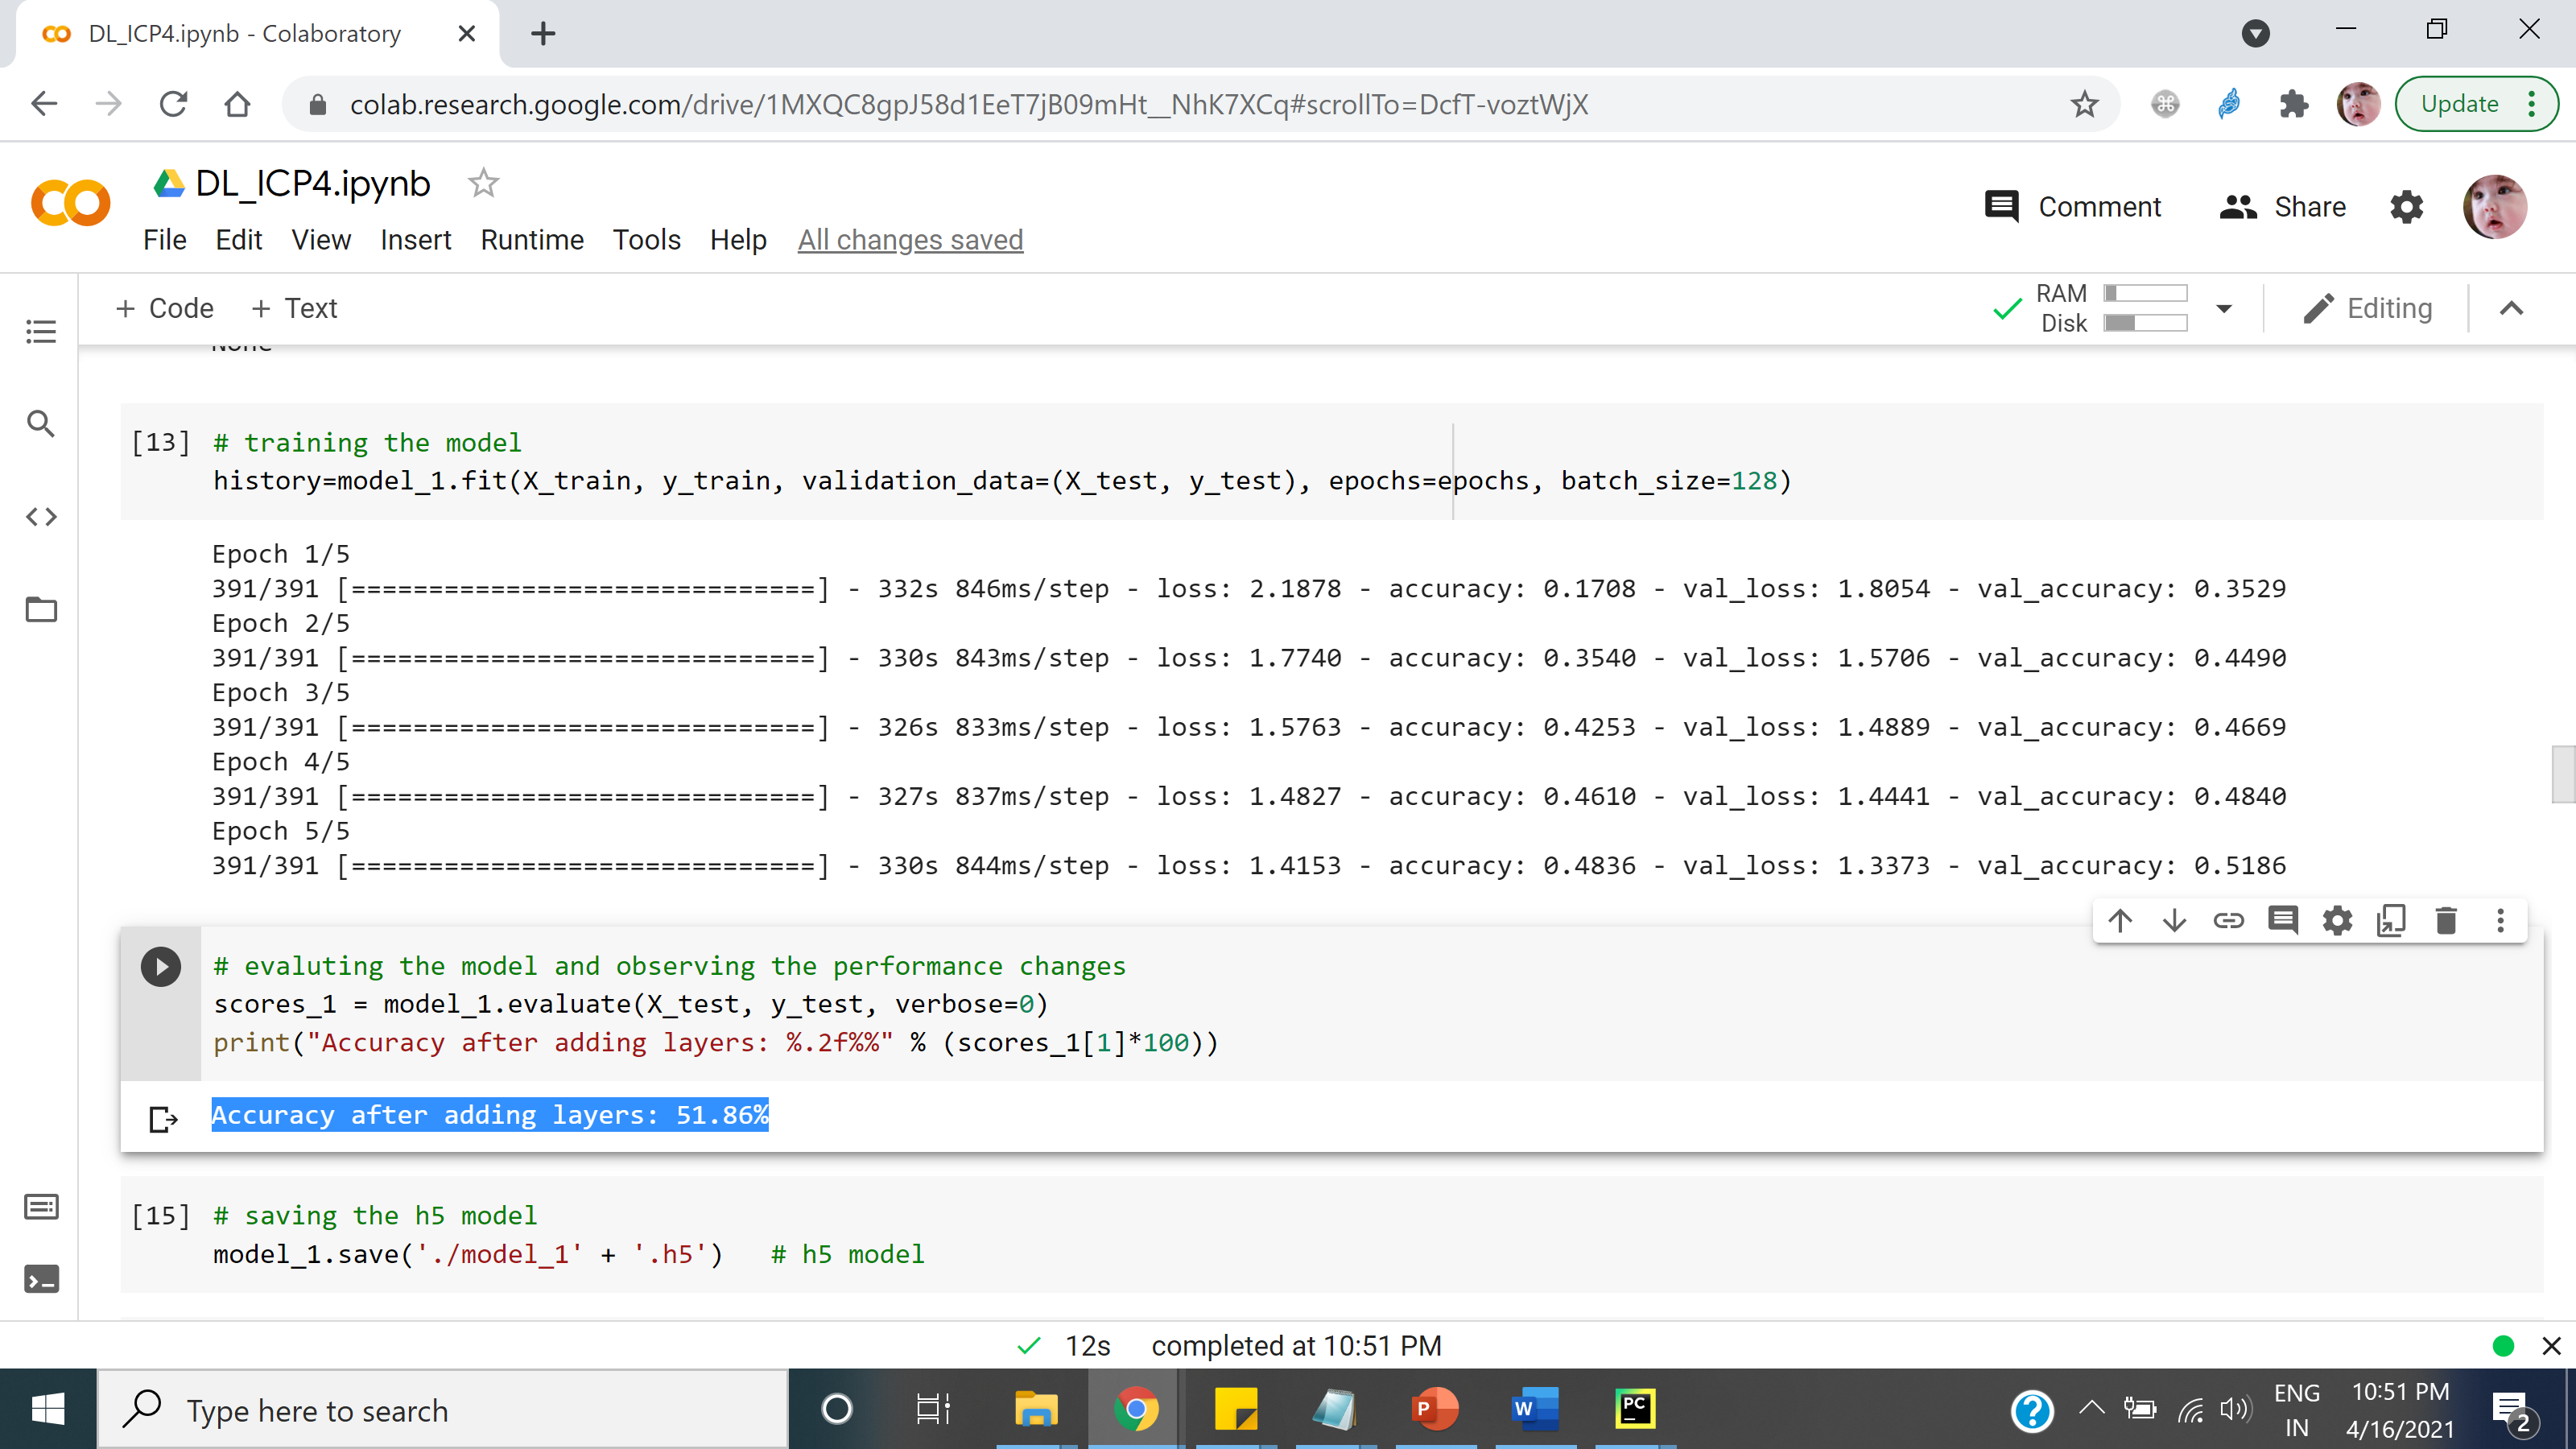 DL_ICP4.ipynb - Colaboratory
colab.research.google.com/drive/1MXQC8gpJ58d1EeT7jB09mHt__NhK7XCq#scrollTo=DcfT-voztWjX
Update
DL_ICP4.ipynb
Comment
Share
File Edit View Insert Runtime Tools Help All changes saved
+ Code + Text
RAM
Disk
Editing
None
[13] # training the model
history=model_1.fit(X_train, y_train, validation_data=(X_test, y_test), epochs=epochs, batch_size=128)
Epoch 1/5
391/391 [==============================] - 332s 846ms/step - loss: 2.1878 - accuracy: 0.1708 - val_loss: 1.8054 - val_accuracy: 0.3529
Epoch 2/5
391/391 [==============================] - 330s 843ms/step - loss: 1.7740 - accuracy: 0.3540 - val_loss: 1.5706 - val_accuracy: 0.4490
Epoch 3/5
391/391 [==============================] - 326s 833ms/step - loss: 1.5763 - accuracy: 0.4253 - val_loss: 1.4889 - val_accuracy: 0.4669
Epoch 4/5
391/391 [==============================] - 327s 837ms/step - loss: 1.4827 - accuracy: 0.4610 - val_loss: 1.4441 - val_accuracy: 0.4840
Epoch 5/5
391/391 [==============================] - 330s 844ms/step - loss: 1.4153 - accuracy: 0.4836 - val_loss: 1.3373 - val_accuracy: 0.5186
# evaluting the model and observing the performance changes
scores_1 = model_1.evaluate(X_test, y_test, verbose=0)
print("Accuracy after adding layers: %.2f%%" % (scores_1[1]*100))
Accuracy after adding layers: 51.86%
[15] # saving the h5 model
model_1.save('./model_1' + '.h5') # h5 model
12s completed at 10:51 PM
Type here to search
P
W
PC
ENG
IN
10:51 PM
4/16/2021
2